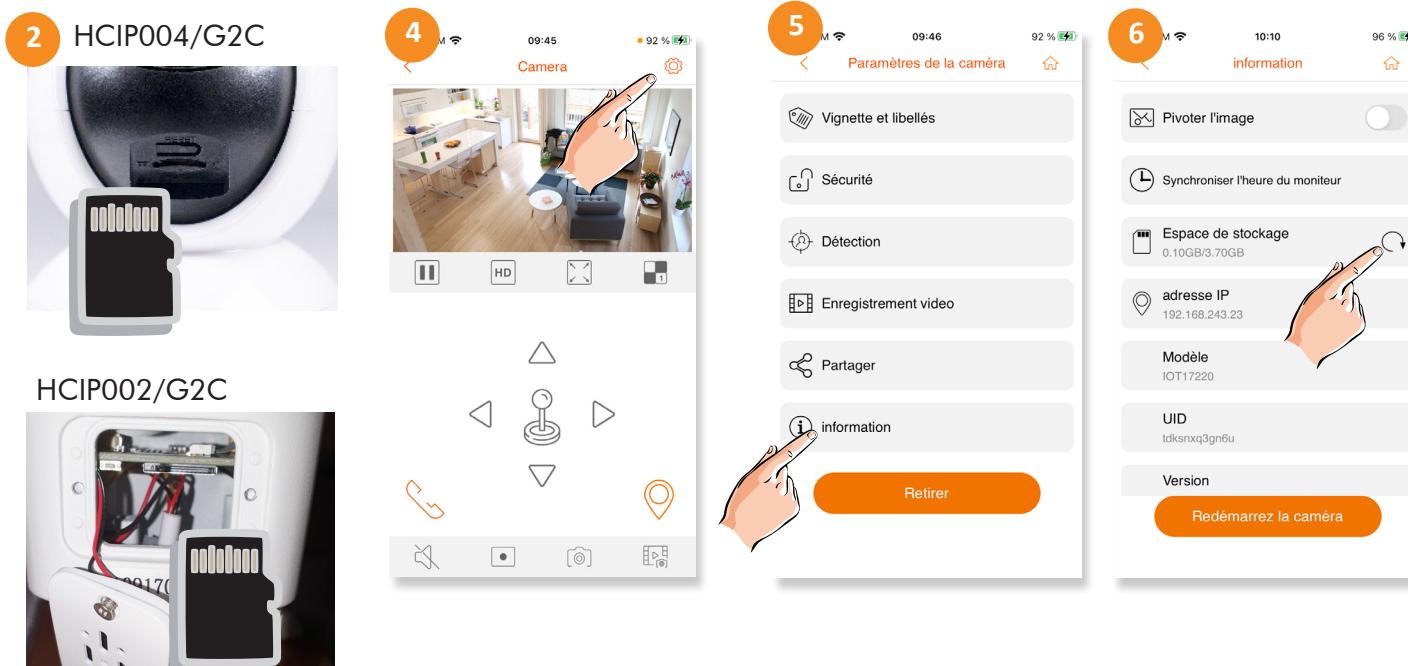 2
HCIP004/G2C
RESET
HCIP002/G2C
4
M
09:45
92 %
Camera
HD
1
5
M
09:46
92 %
Paramètres de la caméra
Vignette et libellés
Sécurité
Détection
Enregistrement video
Partager
information
Retirer
6
M
10:10
96 %
information
Pivoter l'image
Synchroniser l'heure du moniteur
Espace de stockage
0.10GB/3.70GB
adresse IP
192.168.243.23
Modèle
IOT17220
UID
tdksnxq3gn6u
Version
Redémarrez la caméra